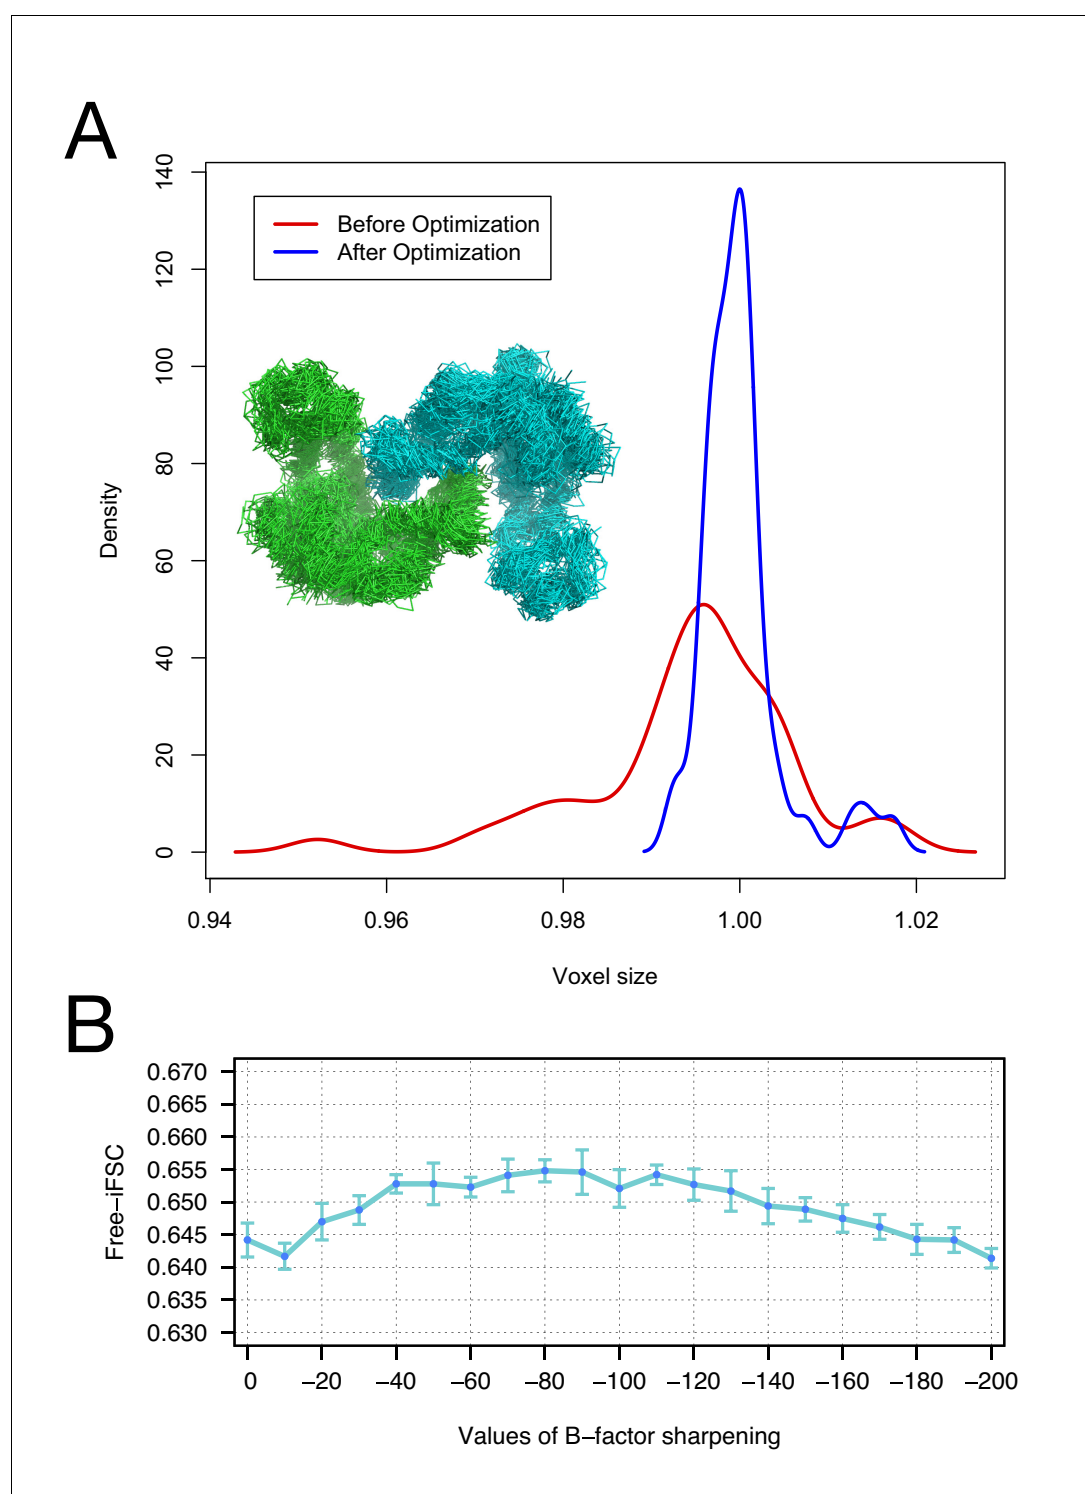 A
140
120
100
80
60
40
20
0
Density
Before Optimization
After Optimization
0.94 0.96 0.98 1.00 1.02
Voxel size
B
0.670
0.665
0.660
0.655
0.650
0.645
0.640
0.635
0.630
Free–iFSC
0 –20 –40 –60 –80 –100 –120 –140 –160 –180 –200
Values of B–factor sharpening